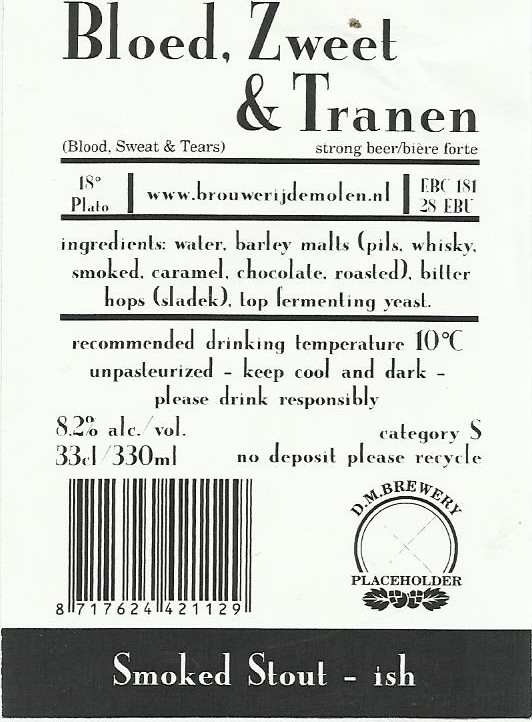 Bloed, Zweet
& Tranen
(Blood, Sweat & Tears) strong beer/bière forte
18° Plato
www.brouwerijdemolen.nl
EBC 181
28 EBU
ingredients: water, barley malts (pils, whisky,
smoked, caramel, chocolate, roasted), bitter
hops (sladek), top fermenting yeast.
recommended drinking temperature 10°C
unpasteurized - keep cool and dark -
please drink responsibly
8.2% alc./vol. category S
33cl/330ml no deposit please recycle
D.M.BREWERY
PLACEHOLDER
8 717624 421129
Smoked Stout - ish